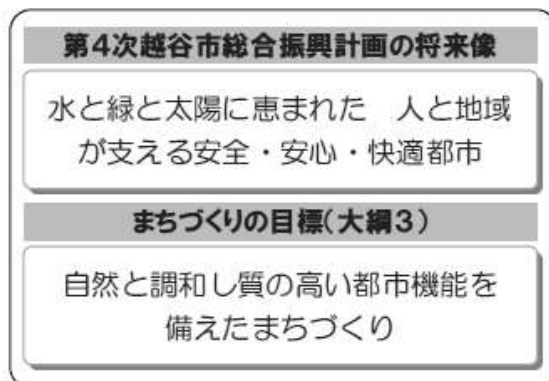 第4次越谷市総合振興計画の将来像
水と緑と太陽に恵まれた　人と地域
が支える安全・安心・快適都市
まちづくりの目標（大綱３）
自然と調和し質の高い都市機能を
備えたまちづくり